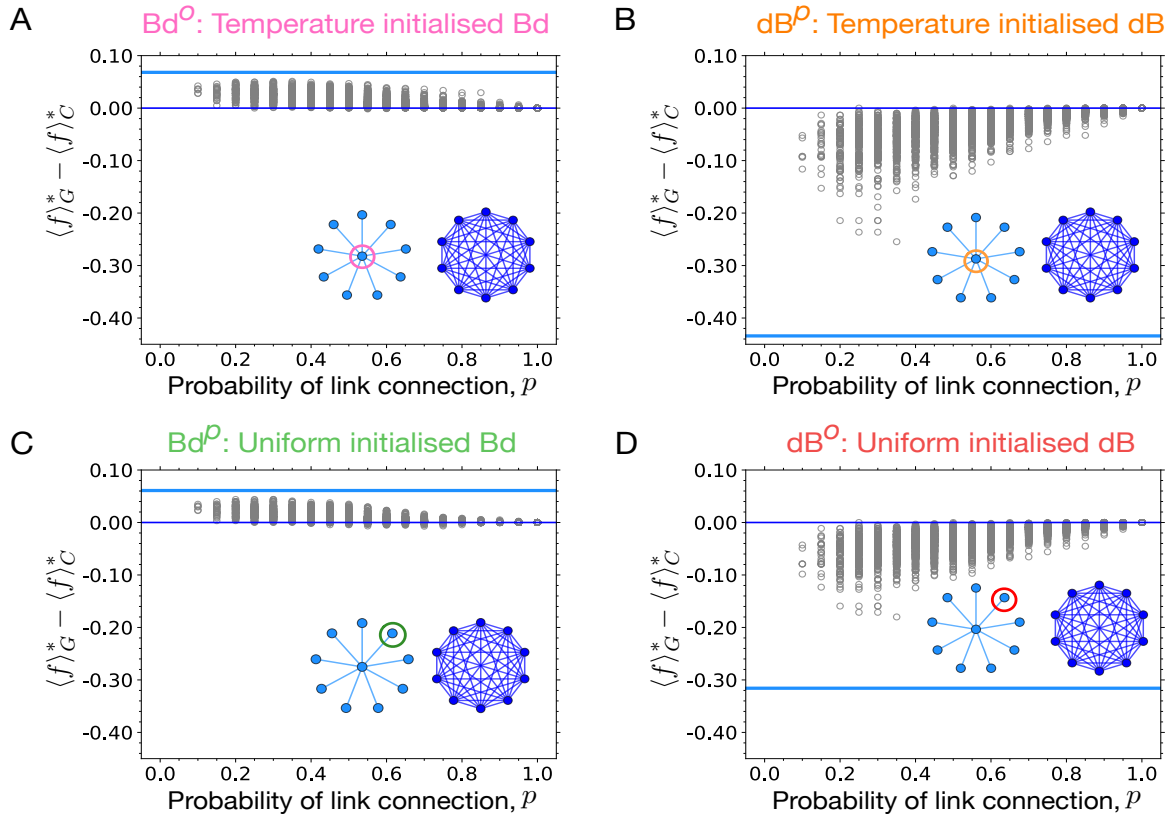 A
Bd^o: Temperature initialised Bd
0.10
0.00
-0.10
-0.20
-0.30
-0.40
⟨f⟩*_G − ⟨f⟩*_C
0.0 0.2 0.4 0.6 0.8 1.0
Probability of link connection, p
B
dB^p: Temperature initialised dB
0.10
0.00
-0.10
-0.20
-0.30
-0.40
⟨f⟩*_G − ⟨f⟩*_C
0.0 0.2 0.4 0.6 0.8 1.0
Probability of link connection, p
C
Bd^p: Uniform initialised Bd
0.10
0.00
-0.10
-0.20
-0.30
-0.40
⟨f⟩*_G − ⟨f⟩*_C
0.0 0.2 0.4 0.6 0.8 1.0
Probability of link connection, p
D
dB^o: Uniform initialised dB
0.10
0.00
-0.10
-0.20
-0.30
-0.40
⟨f⟩*_G − ⟨f⟩*_C
0.0 0.2 0.4 0.6 0.8 1.0
Probability of link connection, p